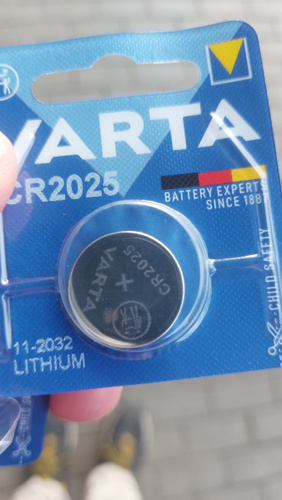 VARTA
CR2025
BATTERY EXPERTS
SINCE 1887
CHILD SAFETY
VARTA
CR2025
+
11-2032
LITHIUM